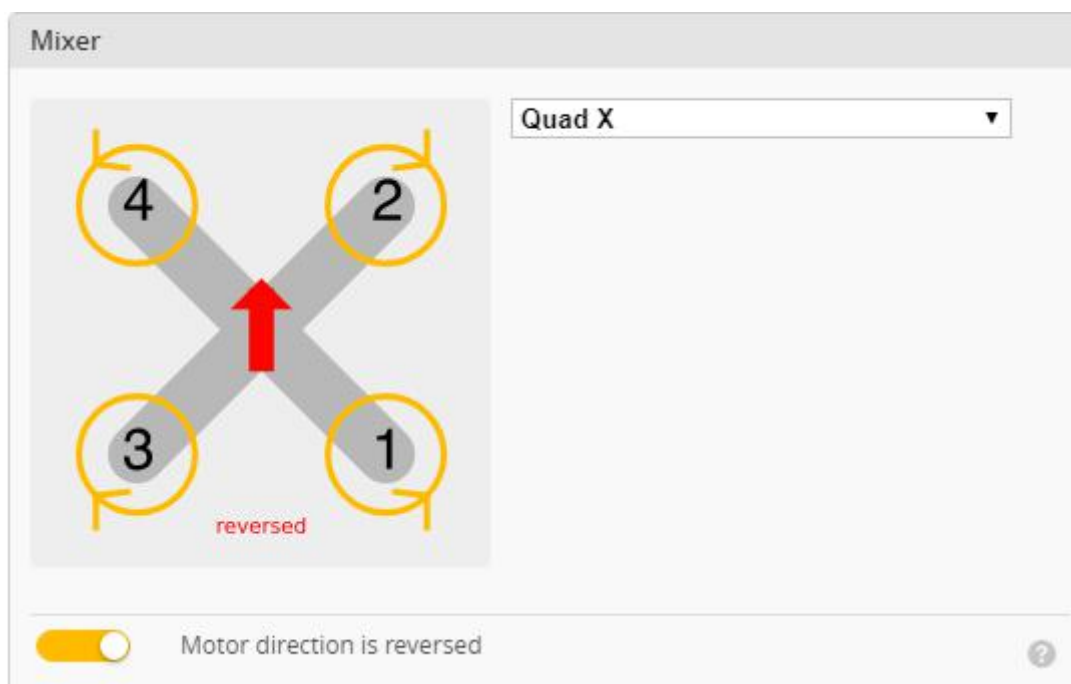 Mixer
Quad X
4 2
3 1
reversed
Motor direction is reversed
?